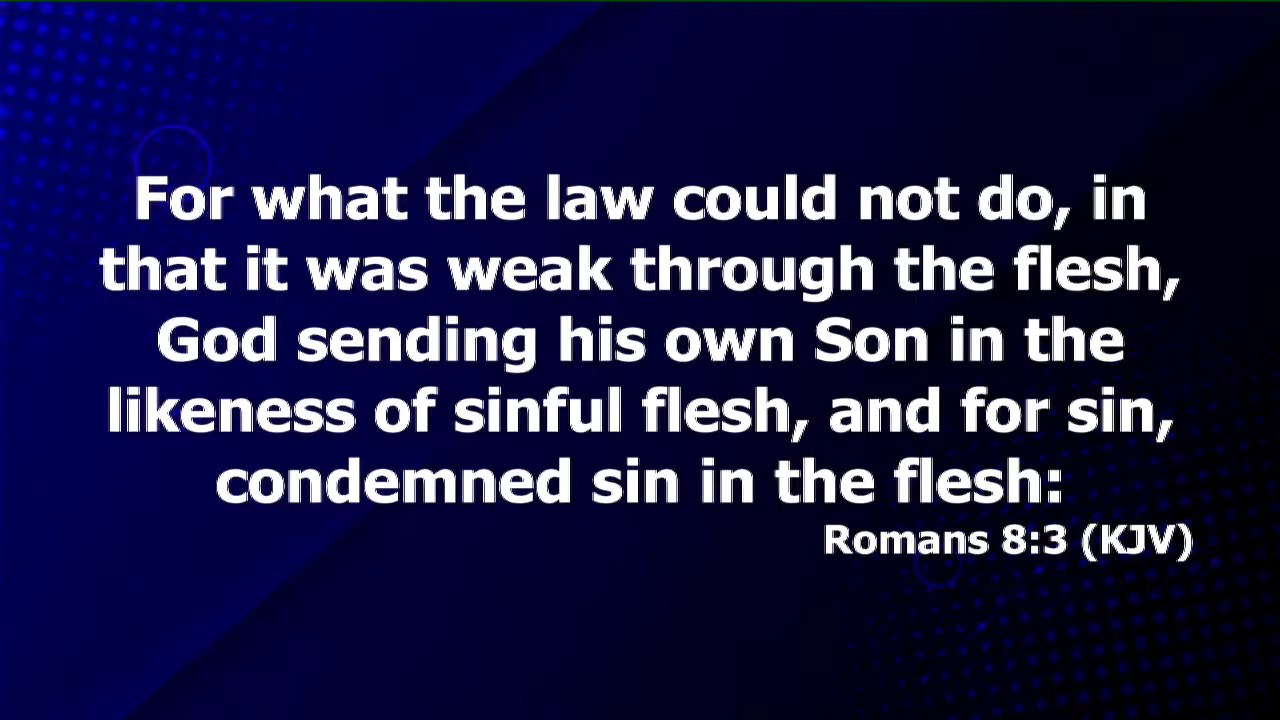 For what the law could not do, in
that it was weak through the flesh,
God sending his own Son in the
likeness of sinful flesh, and for sin,
condemned sin in the flesh:
Romans 8:3 (KJV)